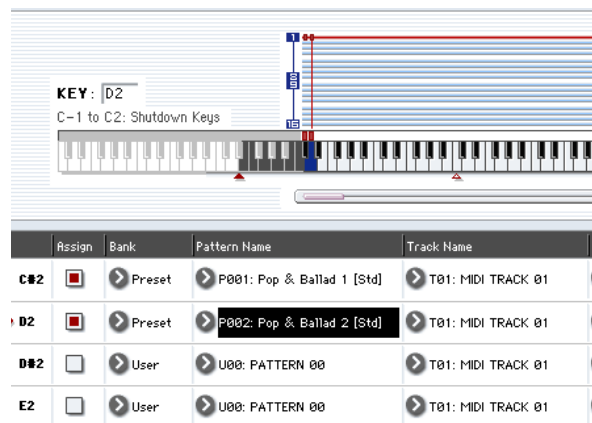 1
8
9
KEY: D2
C-1 to C2: Shutdown Keys
16
Assign Bank Pattern Name Track Name
C#2 Preset P001: Pop & Ballad 1 [Std] T01: MIDI TRACK 01
D2 Preset P002: Pop & Ballad 2 [Std] T01: MIDI TRACK 01
D#2 User U00: PATTERN 00 T01: MIDI TRACK 01
E2 User U00: PATTERN 00 T01: MIDI TRACK 01